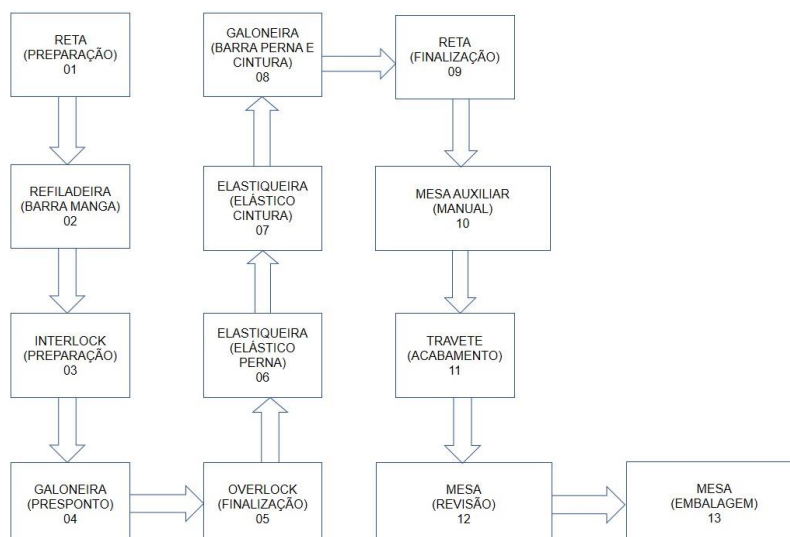 RETA
(PREPARAÇÃO)
01
REFILADEIRA
(BARRA MANGA)
02
INTERLOCK
(PREPARAÇÃO)
03
GALONEIRA
(PRESPONTO)
04
OVERLOCK
(FINALIZAÇÃO)
05
ELASTIQUEIRA
(ELÁSTICO
PERNA)
06
ELASTIQUEIRA
(ELÁSTICO
CINTURA)
07
GALONEIRA
(BARRA PERNA E
CINTURA)
08
RETA
(FINALIZAÇÃO)
09
MESA AUXILIAR
(MANUAL)
10
TRAVETE
(ACABAMENTO)
11
MESA
(REVISÃO)
12
MESA
(EMBALAGEM)
13